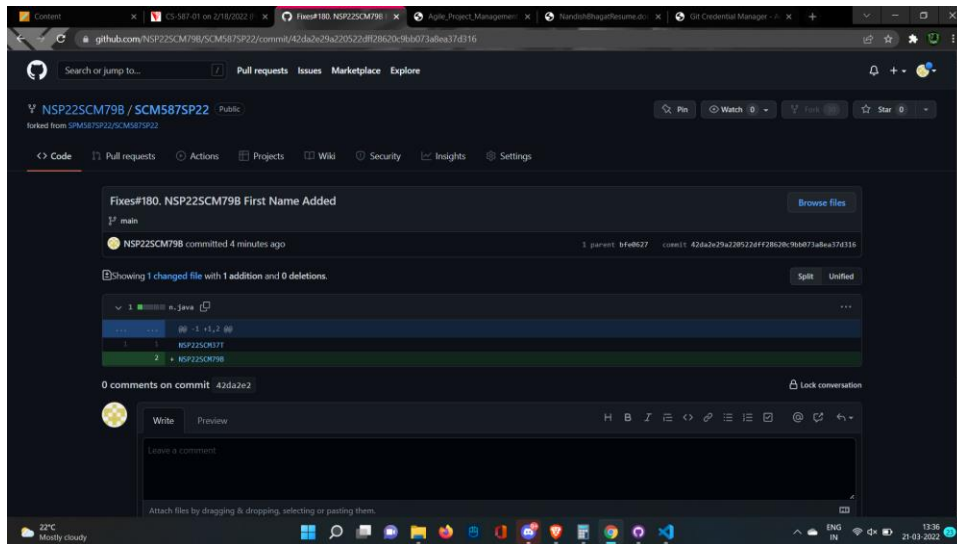 Content
CS-587-01 on 2/18/2022 (F
Fixes#180. NSP22SCM79B F
Agile_Project_Management
NandishBhagatResume.do
Git Credential Manager - A
github.com/NSP22SCM79B/SCM587SP22/commit/42da2e29a220522dff28620c9bb073a8ea37d316
Search or jump to... / Pull requests Issues Marketplace Explore
NSP22SCM79B / SCM587SP22 Public
Pin Watch 0 Fork Star 0
forked from SPM587SP22/SCM587SP22
<> Code Pull requests Actions Projects Wiki Security Insights Settings
Fixes#180. NSP22SCM79B First Name Added
Browse files
main
NSP22SCM79B committed 4 minutes ago
1 parent bfe0627 commit 42da2e29a220522dff28620c9bb073a8ea37d316
Showing 1 changed file with 1 addition and 0 deletions.
Split Unified
1 n.java
... ... @@ -1 +1,2 @@
1 1 NSP22SCM37T
2 + NSP22SCM79B
0 comments on commit 42da2e2
Lock conversation
Write Preview
Leave a comment
Attach files by dragging & dropping, selecting or pasting them.
22°C
Mostly cloudy
ENG
IN
13:36
21-03-2022